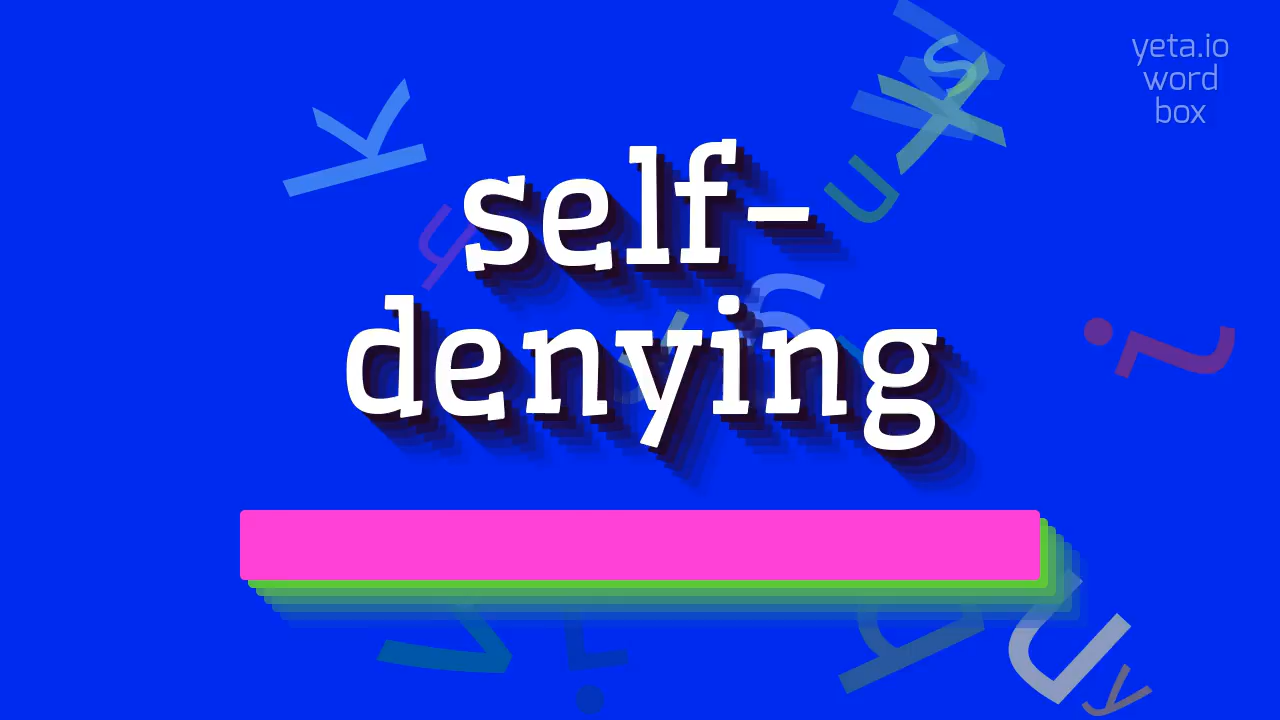 yeta.io
word
box
self-
denying